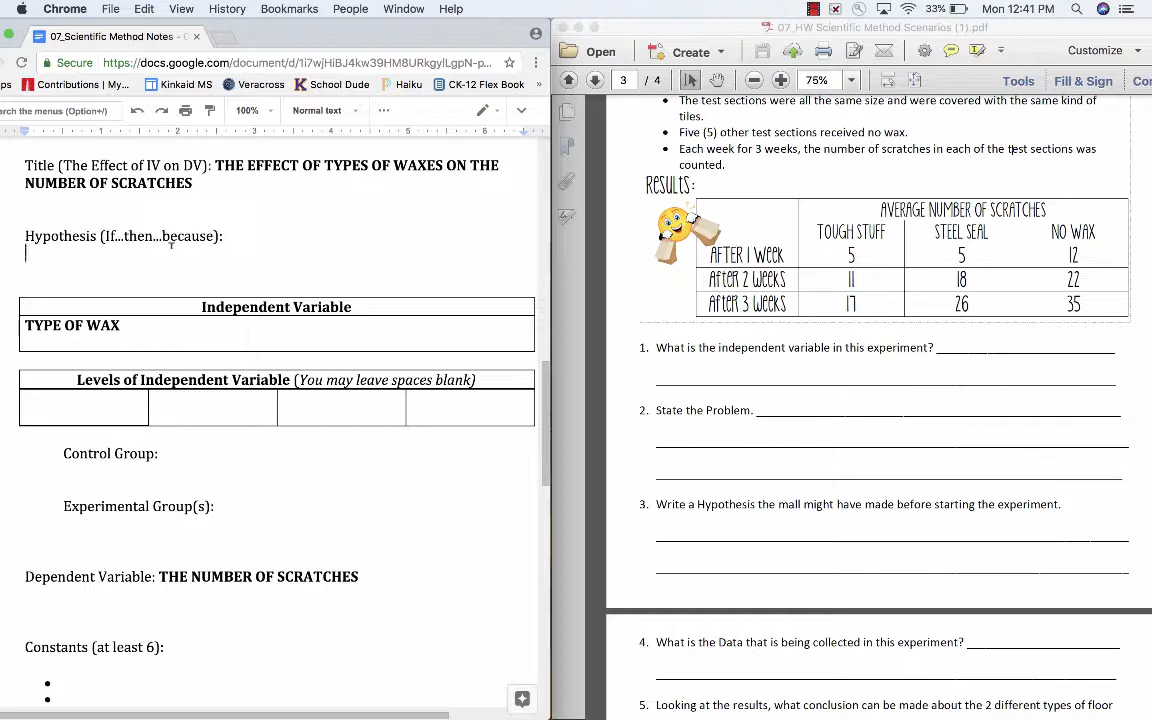 Chrome File Edit View History Bookmarks People Window Help 33% Mon 12:41 PM
07_Scientific Method Notes - G
Secure https://docs.google.com/document/d/1i7wjHiBJ4kw39HM8URkgylLgpN-p...
ps Contributions | My... Kinkaid MS Veracross School Dude Haiku CK-12 Flex Book
arch the menus (Option+/) 100% Normal text
1 2 3 4 5 6
Title (The Effect of IV on DV): THE EFFECT OF TYPES OF WAXES ON THE
NUMBER OF SCRATCHES
Hypothesis (If...then...because):
Independent Variable
TYPE OF WAX
Levels of Independent Variable (You may leave spaces blank)
Control Group:
Experimental Group(s):
Dependent Variable: THE NUMBER OF SCRATCHES
Constants (at least 6):
07_HW Scientific Method Scenarios (1).pdf
Open Create Customize
3 / 4 75% Tools Fill & Sign Co
• The test sections were all the same size and were covered with the same kind of
tiles.
• Five (5) other test sections received no wax.
• Each week for 3 weeks, the number of scratches in each of the test sections was
counted.
RESULTS:
AVERAGE NUMBER OF SCRATCHES
TOUGH STUFF STEEL SEAL NO WAX
AFTER 1 WEEK 5 5 12
AFTER 2 WEEKS 11 18 22
AFTER 3 WEEKS 17 26 35
1. What is the independent variable in this experiment?
2. State the Problem.
3. Write a Hypothesis the mall might have made before starting the experiment.
4. What is the Data that is being collected in this experiment?
5. Looking at the results, what conclusion can be made about the 2 different types of floor